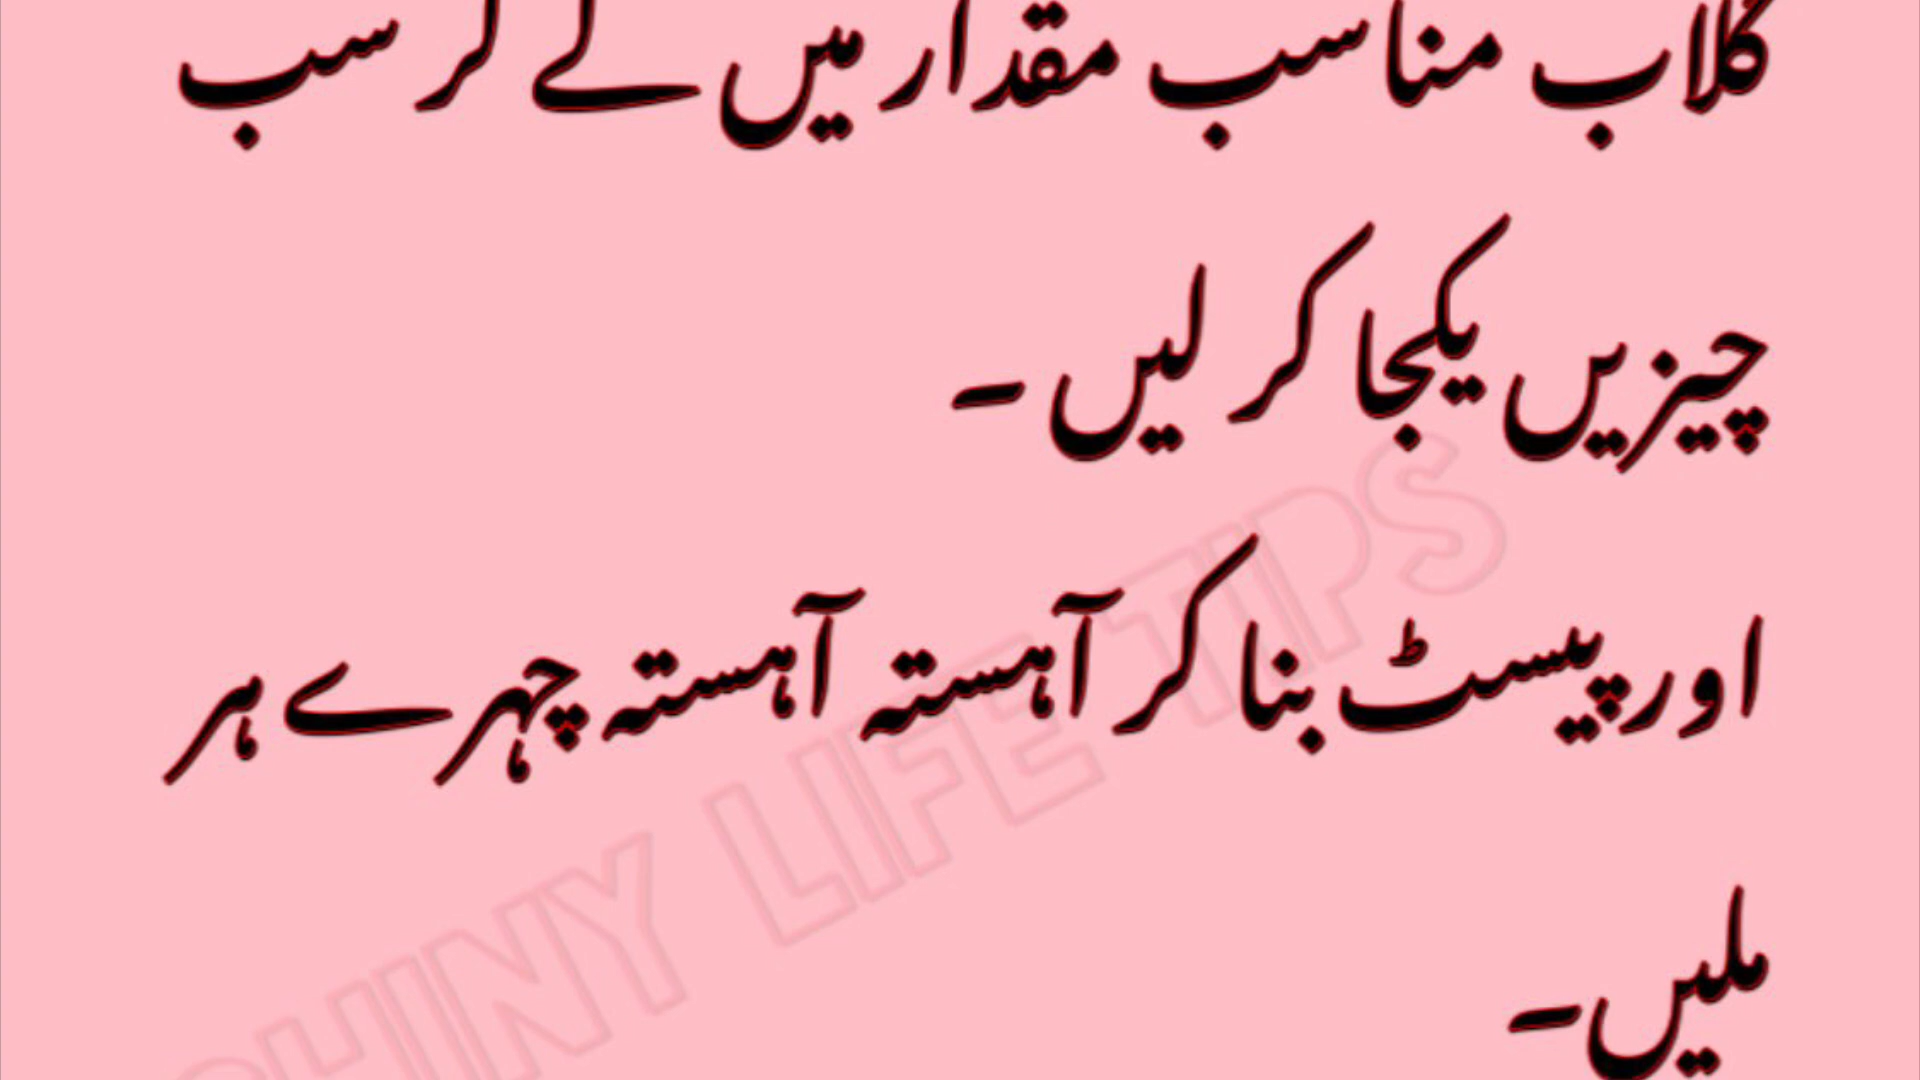 گلاب مناسب مقدار میں لے کر سب
چیزیں یکجا کر لیں ۔
اور پیسٹ بنا کر آہستہ آہستہ چہرے ہر
ملیں ۔
SHINY LIFE TIPS